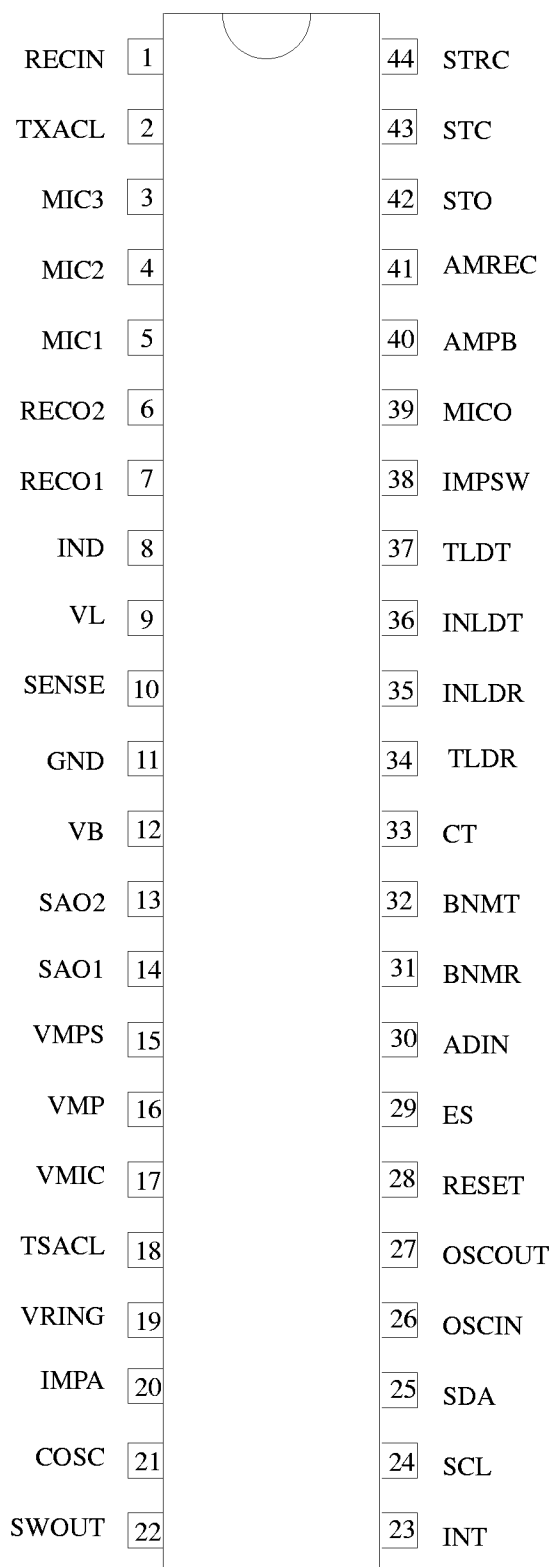 RECIN 1 44 STRC
TXACL 2 43 STC
MIC3 3 42 STO
MIC2 4 41 AMREC
MIC1 5 40 AMPB
RECO2 6 39 MICO
RECO1 7 38 IMPSW
IND 8 37 TLDT
VL 9 36 INLDT
SENSE 10 35 INLDR
GND 11 34 TLDR
VB 12 33 CT
SAO2 13 32 BNMT
SAO1 14 31 BNMR
VMPS 15 30 ADIN
VMP 16 29 ES
VMIC 17 28 RESET
TSACL 18 27 OSCOUT
VRING 19 26 OSCIN
IMPA 20 25 SDA
COSC 21 24 SCL
SWOUT 22 23 INT